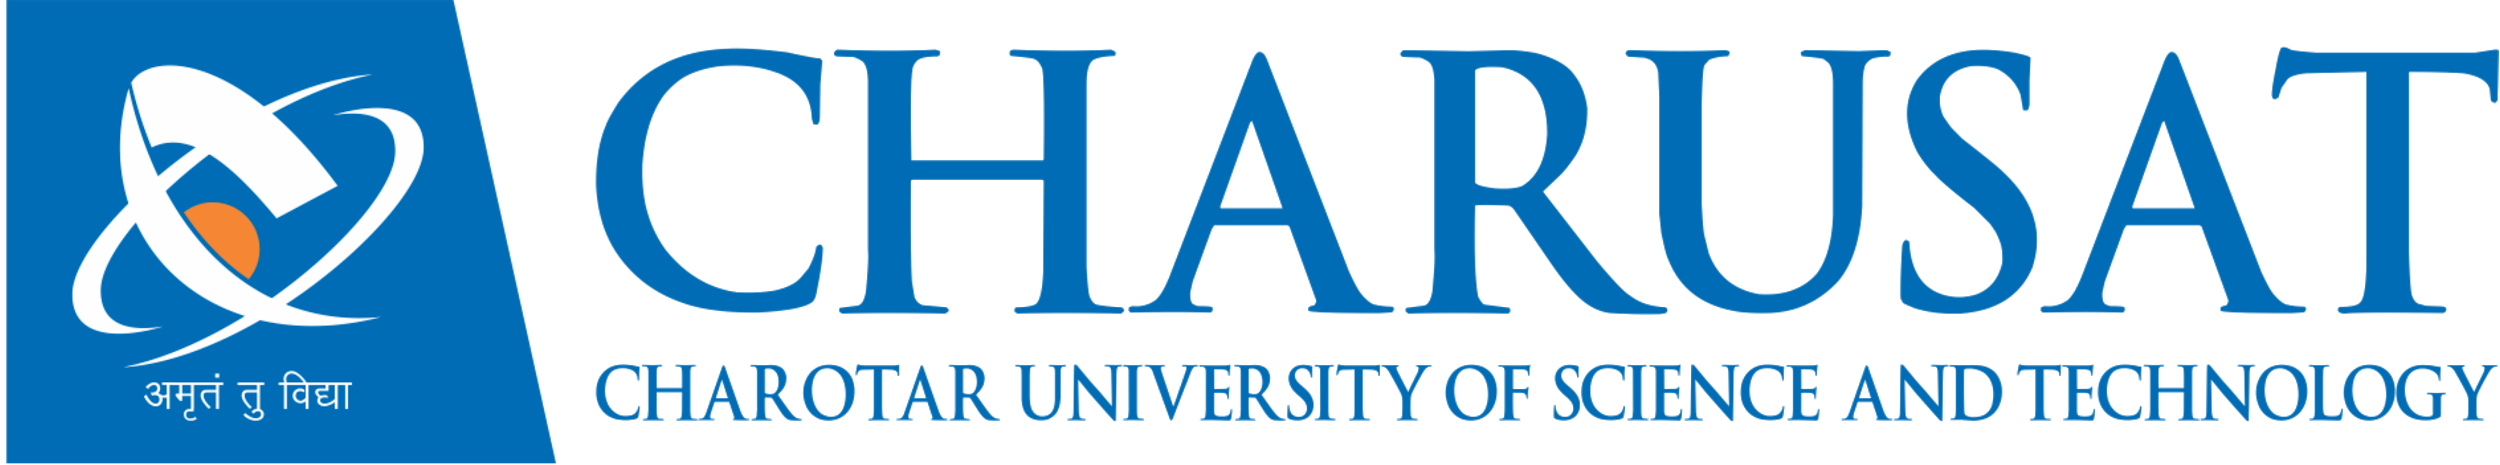 CHARUSAT
CHAROTAR UNIVERSITY OF SCIENCE AND TECHNOLOGY
अमृतं तु विद्या